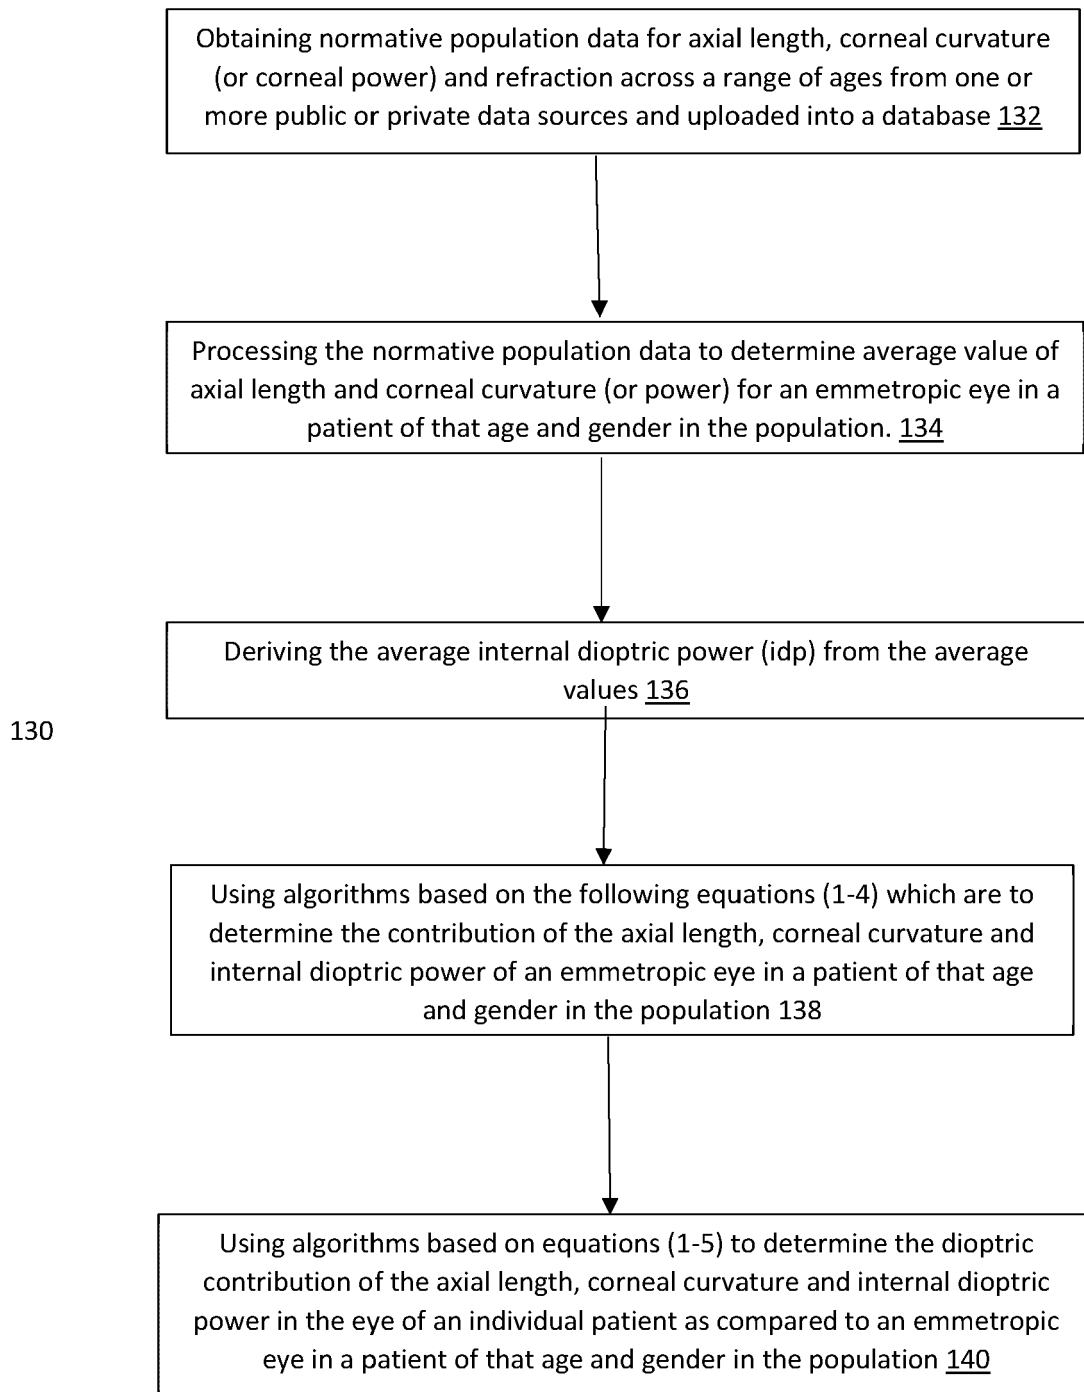 Obtaining normative population data for axial length, corneal curvature
(or corneal power) and refraction across a range of ages from one or
more public or private data sources and uploaded into a database 132
Processing the normative population data to determine average value of
axial length and corneal curvature (or power) for an emmetropic eye in a
patient of that age and gender in the population. 134
Deriving the average internal dioptric power (idp) from the average
values 136
130
Using algorithms based on the following equations (1-4) which are to
determine the contribution of the axial length, corneal curvature and
internal dioptric power of an emmetropic eye in a patient of that age
and gender in the population 138
Using algorithms based on equations (1-5) to determine the dioptric
contribution of the axial length, corneal curvature and internal dioptric
power in the eye of an individual patient as compared to an emmetropic
eye in a patient of that age and gender in the population 140